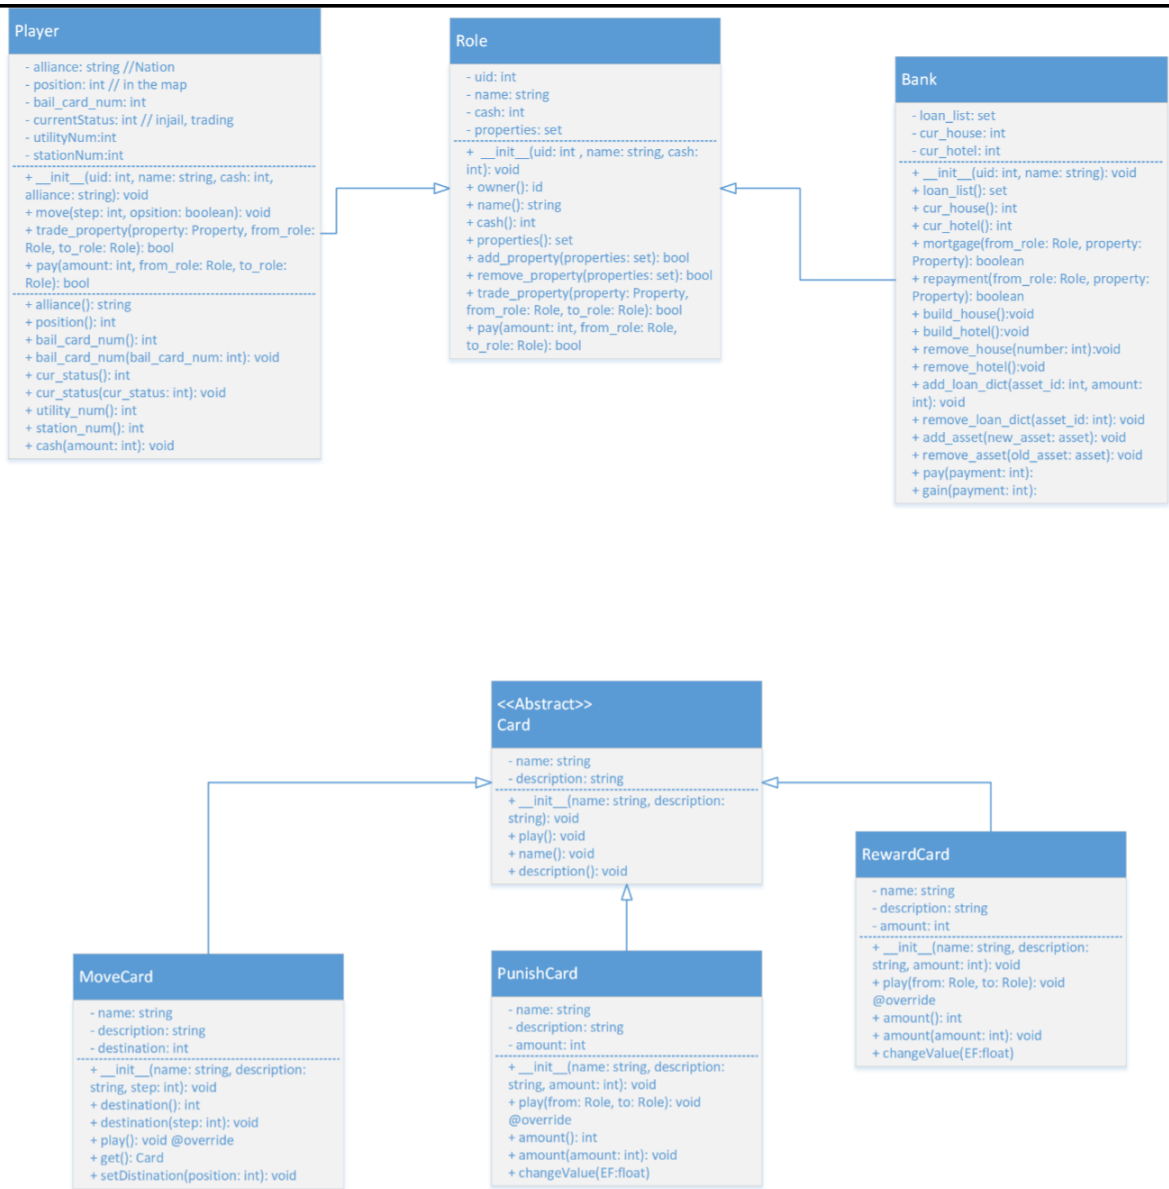 Player
- alliance: string //Nation
- position: int // in the map
- bail_card_num: int
- currentStatus: int // injail, trading
- utilityNum:int
- stationNum:int
+ __init__(uid: int, name: string, cash: int,
alliance: string): void
+ move(step: int, opsition: boolean): void
+ trade_property(property: Property, from_role:
Role, to_role: Role): bool
+ pay(amount: int, from_role: Role, to_role:
Role): bool
+ alliance(): string
+ position(): int
+ bail_card_num(): int
+ bail_card_num(bail_card_num: int): void
+ cur_status(): int
+ cur_status(cur_status: int): void
+ utility_num(): int
+ station_num(): int
+ cash(amount: int): void
Role
- uid: int
- name: string
- cash: int
- properties: set
+ __init__(uid: int , name: string, cash:
int): void
+ owner(): id
+ name(): string
+ cash(): int
+ properties(): set
+ add_property(properties: set): bool
+ remove_property(properties: set): bool
+ trade_property(property: Property,
from_role: Role, to_role: Role): bool
+ pay(amount: int, from_role: Role,
to_role: Role): bool
Bank
- loan_list: set
- cur_house: int
- cur_hotel: int
+ __init__(uid: int, name: string): void
+ loan_list(): set
+ cur_house(): int
+ cur_hotel(): int
+ mortgage(from_role: Role, property:
Property): boolean
+ repayment(from_role: Role, property:
Property): boolean
+ build_house():void
+ build_hotel():void
+ remove_house(number: int):void
+ remove_hotel():void
+ add_loan_dict(asset_id: int, amount:
int): void
+ remove_loan_dict(asset_id: int): void
+ add_asset(new_asset: asset): void
+ remove_asset(old_asset: asset): void
+ pay(payment: int):
+ gain(payment: int):
<<Abstract>>
Card
- name: string
- description: string
+ __init__(name: string, description:
string): void
+ play(): void
+ name(): void
+ description(): void
MoveCard
- name: string
- description: string
- destination: int
+ __init__(name: string, description:
string, step: int): void
+ destination(): int
+ destination(step: int): void
+ play(): void @override
+ get(): Card
+ setDistination(position: int): void
PunishCard
- name: string
- description: string
- amount: int
+ __init__(name: string, description:
string, amount: int): void
+ play(from: Role, to: Role): void
@override
+ amount(): int
+ amount(amount: int): void
+ changeValue(EF:float)
RewardCard
- name: string
- description: string
- amount: int
+ __init__(name: string, description:
string, amount: int): void
+ play(from: Role, to: Role): void
@override
+ amount(): int
+ amount(amount: int): void
+ changeValue(EF:float)